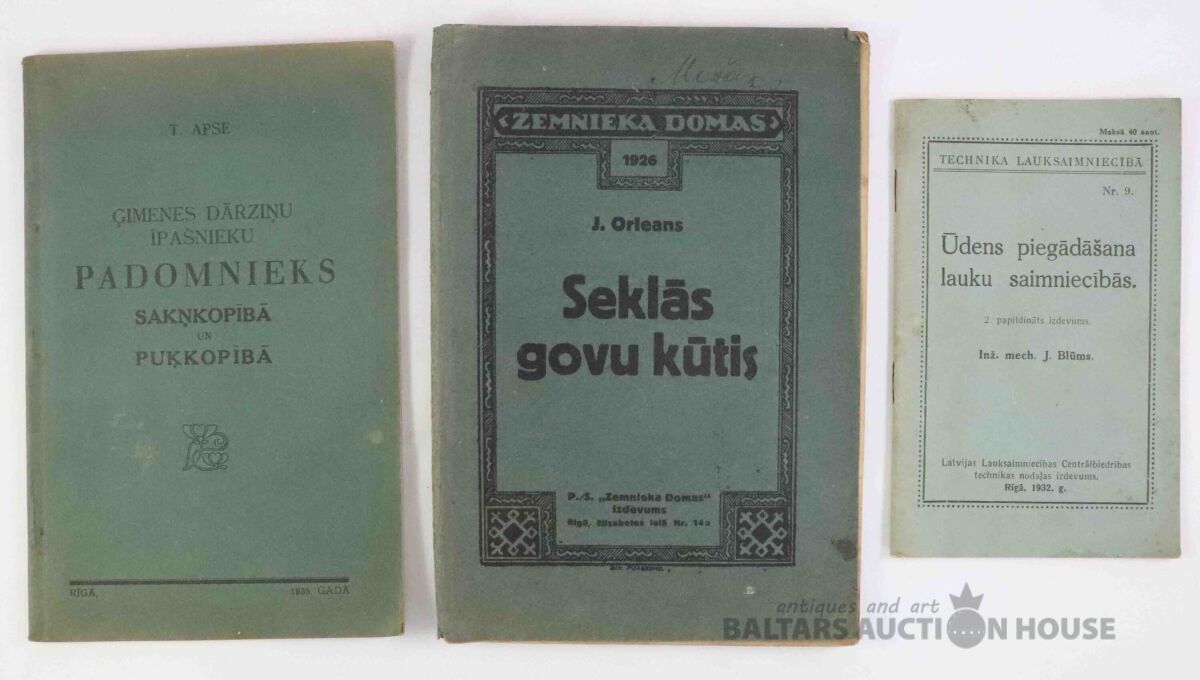 T. APSE
ĢIMENES DĀRZIŅU
ĪPAŠNIEKU
PADOMNIEKS
SAKŅKOPĪBĀ
UN
PUĶKOPĪBĀ
RĪGĀ,
GADĀ
ZEMNIEKA DOMAS
1926
J. Orleans
Seklās
govu kūtis
P./S. „Zemnieka Domas“
izdevums
Rīgā, Elizabetes ielā Nr. 14a
Maksā 40 sant.
TECHNIKA LAUKSAIMNIECĪBĀ
Nr. 9.
Ūdens piegādāšana
lauku saimniecībās.
2. papildināts izdevums.
Inž. mech. J. Blūms.
Latvijas Lauksaimniecības Centrālbiedrības
technikas nodaļas izdevums.
Rīgā, 1932. g.
antiques and art
BALTARS AUCTION HOUSE